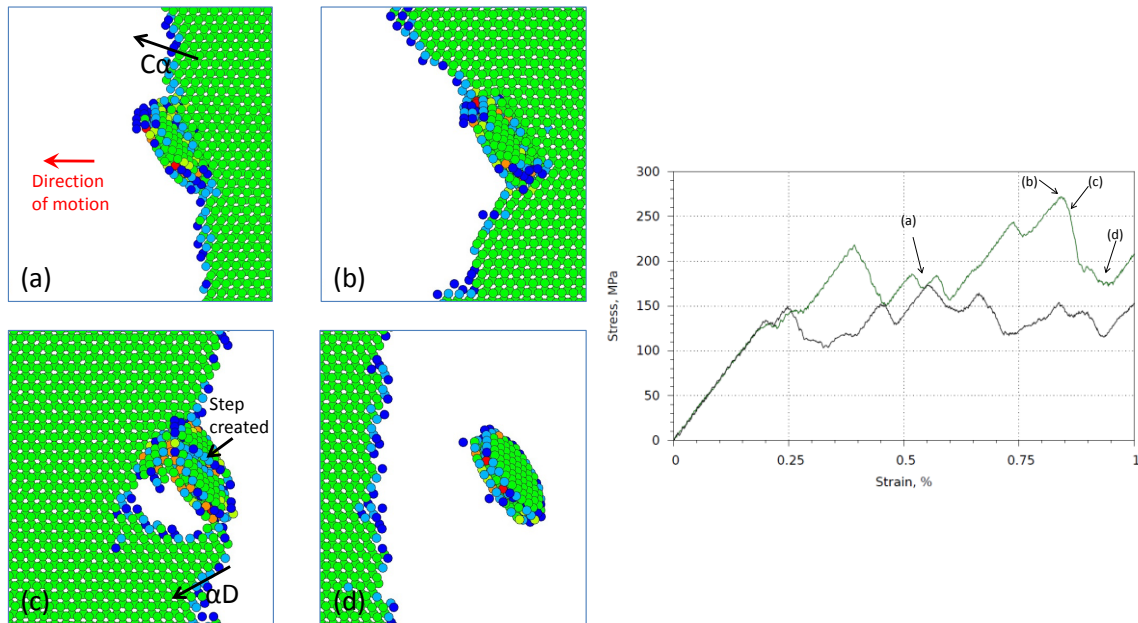 Cα
Direction
of motion
(a)
(b)
Step
created
αD
(c)
(d)
300
250
200
150
100
50
0
Stress, MPa
(a)
(b)
(c)
(d)
0
0.25
0.5
0.75
1
Strain, %